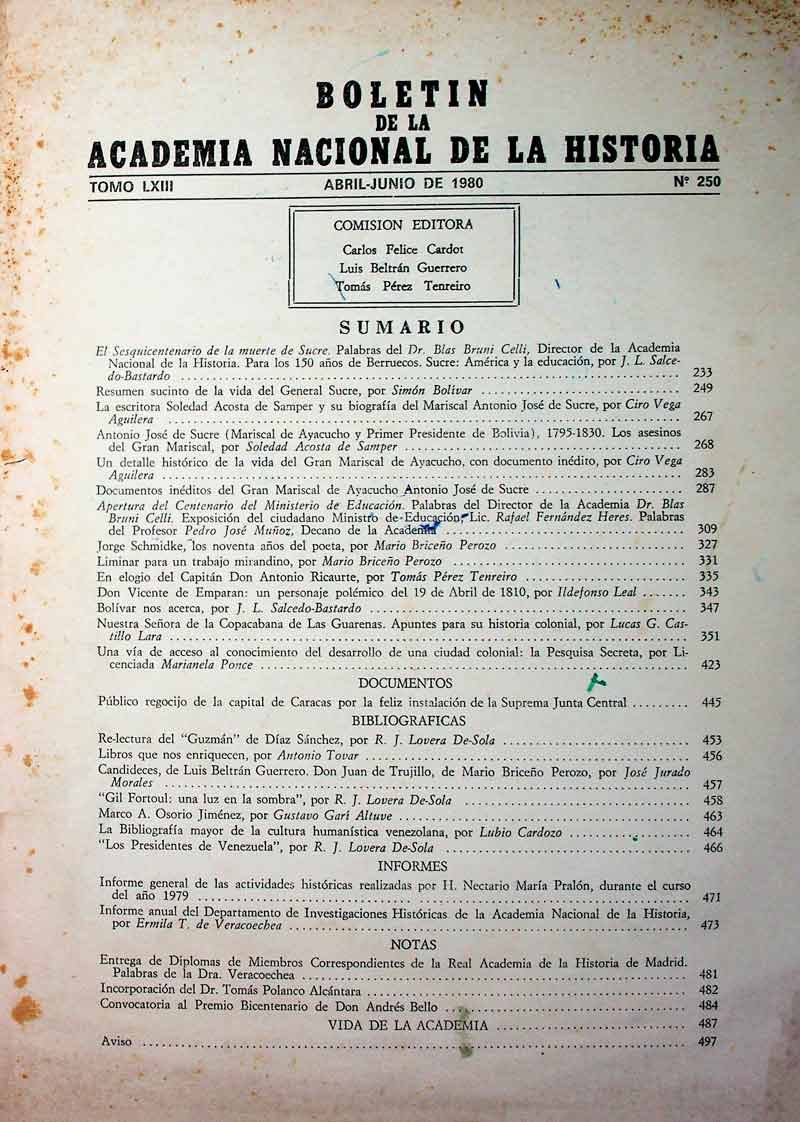 BOLETIN
DE LA
ACADEMIA NACIONAL DE LA HISTORIA
TOMO LXIII ABRIL-JUNIO DE 1980 Nº 250
COMISION EDITORA
Carlos Felice Cardot
Luis Beltrán Guerrero
Tomás Pérez Tenreiro
SUMARIO
El Sesquicentenario de la muerte de Sucre. Palabras del Dr. Blas Bruni Celli, Director de la Academia
Nacional de la Historia. Para los 150 años de Berruecos. Sucre: América y la educación, por J. L. Salce-
do-Bastardo 233
Resumen sucinto de la vida del General Sucre, por Simón Bolívar 249
La escritora Soledad Acosta de Samper y su biografía del Mariscal Antonio José de Sucre, por Ciro Vega
Aguilera 267
Antonio José de Sucre (Mariscal de Ayacucho y Primer Presidente de Bolivia), 1795-1830. Los asesinos
del Gran Mariscal, por Soledad Acosta de Samper 268
Un detalle histórico de la vida del Gran Mariscal de Ayacucho, con documento inédito, por Ciro Vega
Aguilera 283
Documentos inéditos del Gran Mariscal de Ayacucho Antonio José de Sucre 287
Apertura del Centenario del Ministerio de Educación. Palabras del Director de la Academia Dr. Blas
Bruni Celli. Exposición del ciudadano Ministro de Educación, Lic. Rafael Fernández Heres. Palabras
del Profesor Pedro José Muñoz, Decano de la Academia 309
Jorge Schmidke, los noventa años del poeta, por Mario Briceño Perozo 327
Liminar para un trabajo mirandino, por Mario Briceño Perozo 331
En elogio del Capitán Don Antonio Ricaurte, por Tomás Pérez Tenreiro 335
Don Vicente de Emparan: un personaje polémico del 19 de Abril de 1810, por Ildefonso Leal 343
Bolívar nos acerca, por J. L. Salcedo-Bastardo 347
Nuestra Señora de la Copacabana de Las Guarenas. Apuntes para su historia colonial, por Lucas G. Cas-
tillo Lara 351
Una vía de acceso al conocimiento del desarrollo de una ciudad colonial: la Pesquisa Secreta, por Li-
cenciada Marianela Ponce 423
DOCUMENTOS
Público regocijo de la capital de Caracas por la feliz instalación de la Suprema Junta Central 445
BIBLIOGRAFICAS
Re-lectura del "Guzmán" de Díaz Sánchez, por R. J. Lovera De-Sola 453
Libros que nos enriquecen, por Antonio Tovar 456
Candideces, de Luis Beltrán Guerrero. Don Juan de Trujillo, de Mario Briceño Perozo, por José Jurado
Morales 457
"Gil Fortoul: una luz en la sombra", por R. J. Lovera De-Sola 458
Marco A. Osorio Jiménez, por Gustavo Garí Altuve 463
La Bibliografía mayor de la cultura humanística venezolana, por Lubio Cardozo 464
"Los Presidentes de Venezuela", por R. J. Lovera De-Sola 466
INFORMES
Informe general de las actividades históricas realizadas por H. Nectario María Pralón, durante el curso
del año 1979 471
Informe anual del Departamento de Investigaciones Históricas de la Academia Nacional de la Historia,
por Ermila T. de Veracoechea 473
NOTAS
Entrega de Diplomas de Miembros Correspondientes de la Real Academia de la Historia de Madrid.
Palabras de la Dra. Veracoechea 481
Incorporación del Dr. Tomás Polanco Alcántara 482
Convocatoria al Premio Bicentenario de Don Andrés Bello 484
VIDA DE LA ACADEMIA 487
Aviso 497